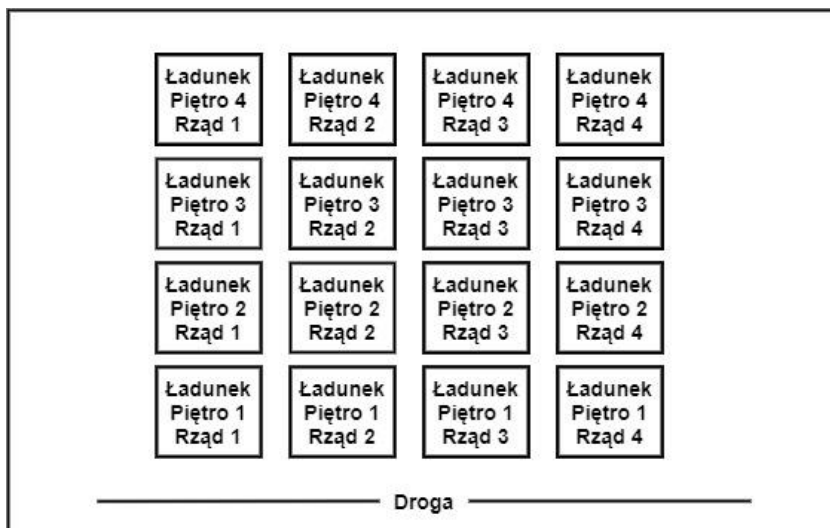 Ładunek
Piętro 4
Rząd 1
Ładunek
Piętro 4
Rząd 2
Ładunek
Piętro 4
Rząd 3
Ładunek
Piętro 4
Rząd 4
Ładunek
Piętro 3
Rząd 1
Ładunek
Piętro 3
Rząd 2
Ładunek
Piętro 3
Rząd 3
Ładunek
Piętro 3
Rząd 4
Ładunek
Piętro 2
Rząd 1
Ładunek
Piętro 2
Rząd 2
Ładunek
Piętro 2
Rząd 3
Ładunek
Piętro 2
Rząd 4
Ładunek
Piętro 1
Rząd 1
Ładunek
Piętro 1
Rząd 2
Ładunek
Piętro 1
Rząd 3
Ładunek
Piętro 1
Rząd 4
Droga